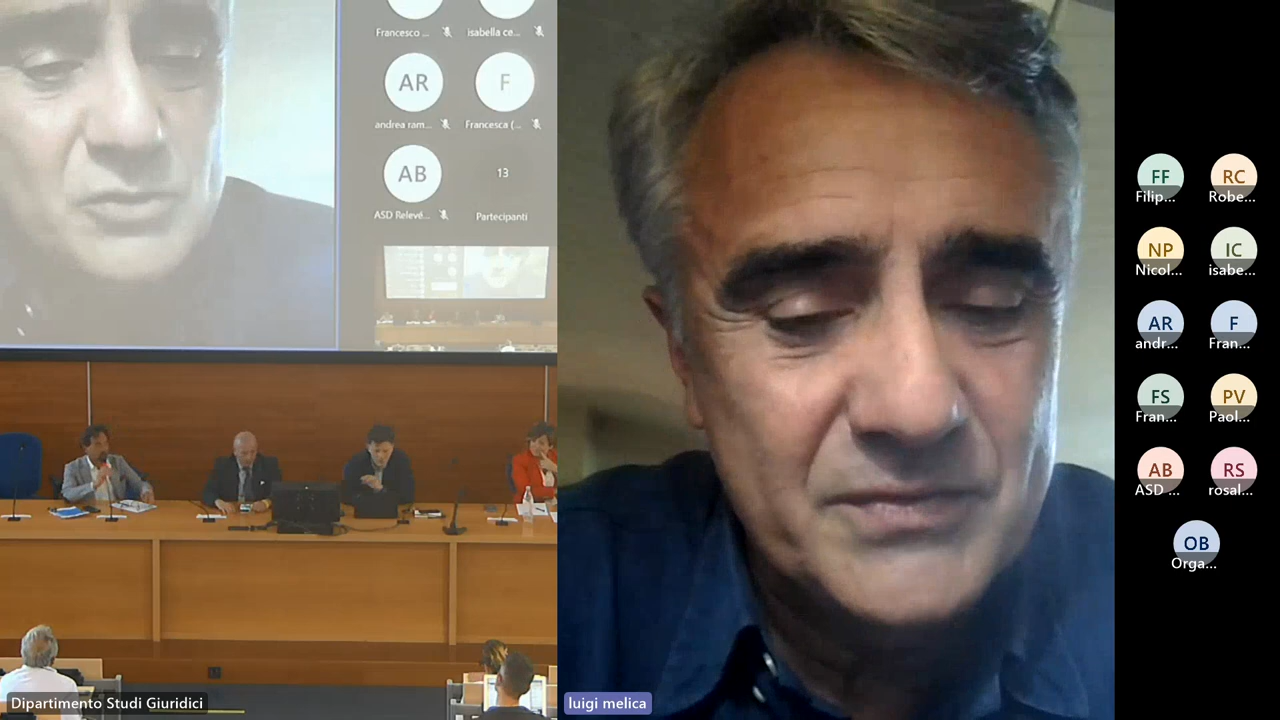 Francesco ...
isabella ce...
AR
F
andrea ram...
Francesca (...
AB
13
ASD Relevé...
Partecipanti
Dipartimento Studi Giuridici
luigi melica
FF
RC
Filip...
Robe...
NP
IC
Nicol...
isabe...
AR
F
andr...
Fran...
FS
PV
Fran...
Paol...
AB
RS
ASD ...
rosal...
OB
Orga...